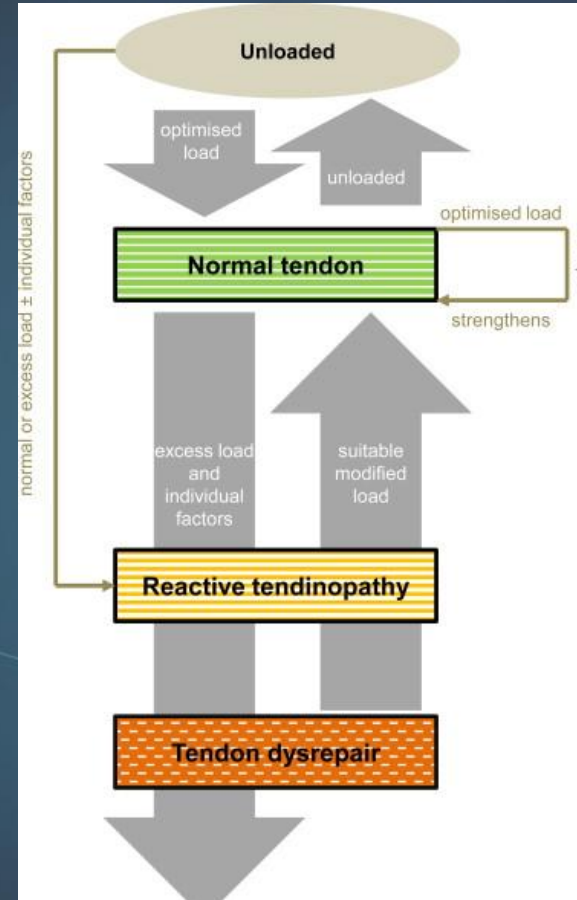 Unloaded
optimised
load
unloaded
normal or excess load ± individual factors
Normal tendon
optimised load
strengthens
excess load
and
individual
factors
suitable
modified
load
Reactive tendinopathy
Tendon dysrepair